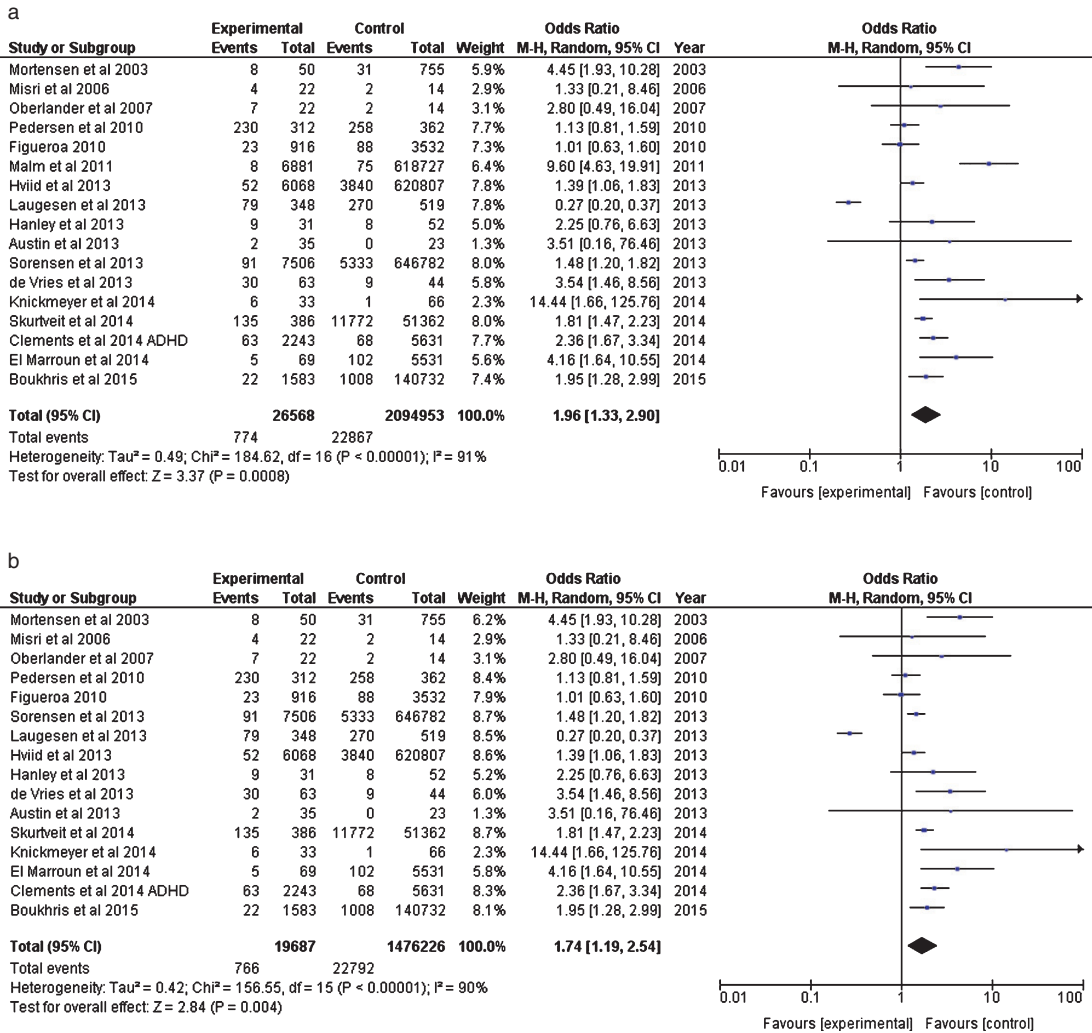 a
Experimental Control Odds Ratio Odds Ratio
Study or Subgroup Events Total Events Total Weight M-H, Random, 95% CI Year M-H, Random, 95% CI
Mortensen et al 2003 8 50 31 755 5.9% 4.45 [1.93, 10.28] 2003
Misri et al 2006 4 22 2 14 2.9% 1.33 [0.21, 8.46] 2006
Oberlander et al 2007 7 22 2 14 3.1% 2.80 [0.49, 16.04] 2007
Pedersen et al 2010 230 312 258 362 7.7% 1.13 [0.81, 1.59] 2010
Figueroa 2010 23 916 88 3532 7.3% 1.01 [0.63, 1.60] 2010
Malm et al 2011 8 6881 75 618727 6.4% 9.60 [4.63, 19.91] 2011
Hviid et al 2013 52 6068 3840 620807 7.8% 1.39 [1.06, 1.83] 2013
Laugesen et al 2013 79 348 270 519 7.8% 0.27 [0.20, 0.37] 2013
Hanley et al 2013 9 31 8 52 5.0% 2.25 [0.76, 6.63] 2013
Austin et al 2013 2 35 0 23 1.3% 3.51 [0.16, 76.46] 2013
Sorensen et al 2013 91 7506 5333 646782 8.0% 1.48 [1.20, 1.82] 2013
de Vries et al 2013 30 63 9 44 5.8% 3.54 [1.46, 8.56] 2013
Knickmeyer et al 2014 6 33 1 66 2.3% 14.44 [1.66, 125.76] 2014
Skurtveit et al 2014 135 386 11772 51362 8.0% 1.81 [1.47, 2.23] 2014
Clements et al 2014 ADHD 63 2243 68 5631 7.7% 2.36 [1.67, 3.34] 2014
El Marroun et al 2014 5 69 102 5531 5.6% 4.16 [1.64, 10.55] 2014
Boukhris et al 2015 22 1583 1008 140732 7.4% 1.95 [1.28, 2.99] 2015
Total (95% CI) 26568 2094953 100.0% 1.96 [1.33, 2.90]
Total events 774 22867
Heterogeneity: Tau² = 0.49; Chi² = 184.62, df = 16 (P < 0.00001); I² = 91%
Test for overall effect: Z = 3.37 (P = 0.0008)
0.01 0.1 1 10 100
Favours [experimental] Favours [control]
b
Experimental Control Odds Ratio Odds Ratio
Study or Subgroup Events Total Events Total Weight M-H, Random, 95% CI Year M-H, Random, 95% CI
Mortensen et al 2003 8 50 31 755 6.2% 4.45 [1.93, 10.28] 2003
Misri et al 2006 4 22 2 14 2.9% 1.33 [0.21, 8.46] 2006
Oberlander et al 2007 7 22 2 14 3.1% 2.80 [0.49, 16.04] 2007
Pedersen et al 2010 230 312 258 362 8.4% 1.13 [0.81, 1.59] 2010
Figueroa 2010 23 916 88 3532 7.9% 1.01 [0.63, 1.60] 2010
Sorensen et al 2013 91 7506 5333 646782 8.7% 1.48 [1.20, 1.82] 2013
Laugesen et al 2013 79 348 270 519 8.5% 0.27 [0.20, 0.37] 2013
Hviid et al 2013 52 6068 3840 620807 8.6% 1.39 [1.06, 1.83] 2013
Hanley et al 2013 9 31 8 52 5.2% 2.25 [0.76, 6.63] 2013
de Vries et al 2013 30 63 9 44 6.0% 3.54 [1.46, 8.56] 2013
Austin et al 2013 2 35 0 23 1.3% 3.51 [0.16, 76.46] 2013
Skurtveit et al 2014 135 386 11772 51362 8.7% 1.81 [1.47, 2.23] 2014
Knickmeyer et al 2014 6 33 1 66 2.3% 14.44 [1.66, 125.76] 2014
El Marroun et al 2014 5 69 102 5531 5.8% 4.16 [1.64, 10.55] 2014
Clements et al 2014 ADHD 63 2243 68 5631 8.3% 2.36 [1.67, 3.34] 2014
Boukhris et al 2015 22 1583 1008 140732 8.1% 1.95 [1.28, 2.99] 2015
Total (95% CI) 19687 1476226 100.0% 1.74 [1.19, 2.54]
Total events 766 22792
Heterogeneity: Tau² = 0.42; Chi² = 156.55, df = 15 (P < 0.00001); I² = 90%
Test for overall effect: Z = 2.84 (P = 0.004)
0.01 0.1 1 10 100
Favours [experimental] Favours [control]